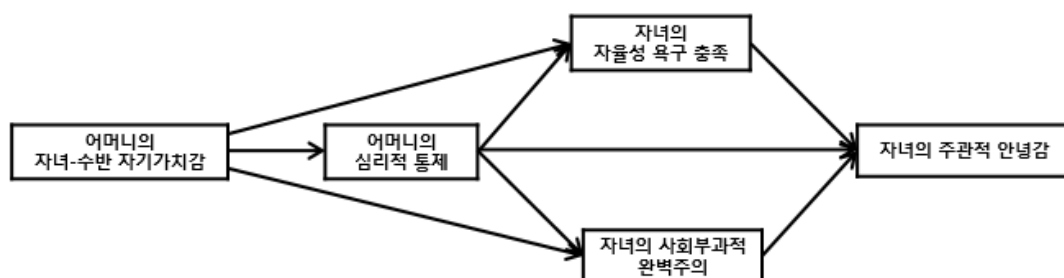 자녀의
자율성 욕구 충족
어머니의
자녀-수반 자기가치감
어머니의
심리적 통제
자녀의 주관적 안녕감
자녀의 사회부과적
완벽주의